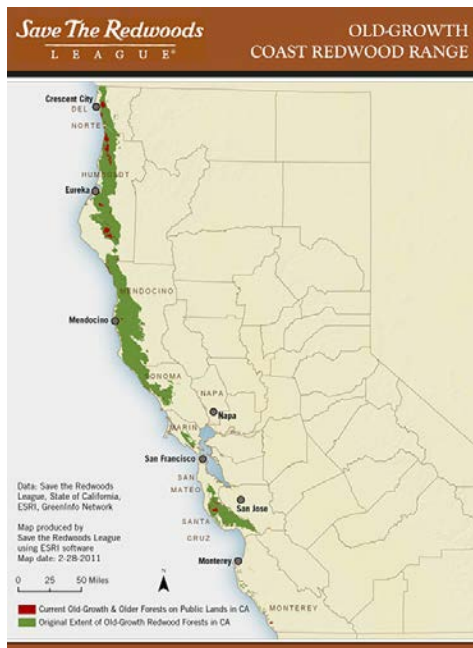 Save The Redwoods
LEAGUE®
OLD-GROWTH
COAST REDWOOD RANGE
Crescent City
DEL
NORTE
HUMBOLDT
Eureka
MENDOCINO
Mendocino
SONOMA
NAPA
Napa
MARIN
San Francisco
SAN
MATEO
San Jose
SANTA
CRUZ
Monterey
MONTEREY
Data: Save the Redwoods
League, State of California,
ESRI, GreenInfo Network
Map produced by
Save the Redwoods League
using ESRI software
Map date: 2-28-2011
0 25 50 Miles
N
Current Old-Growth & Older Forests on Public Lands in CA
Original Extent of Old-Growth Redwood Forests in CA